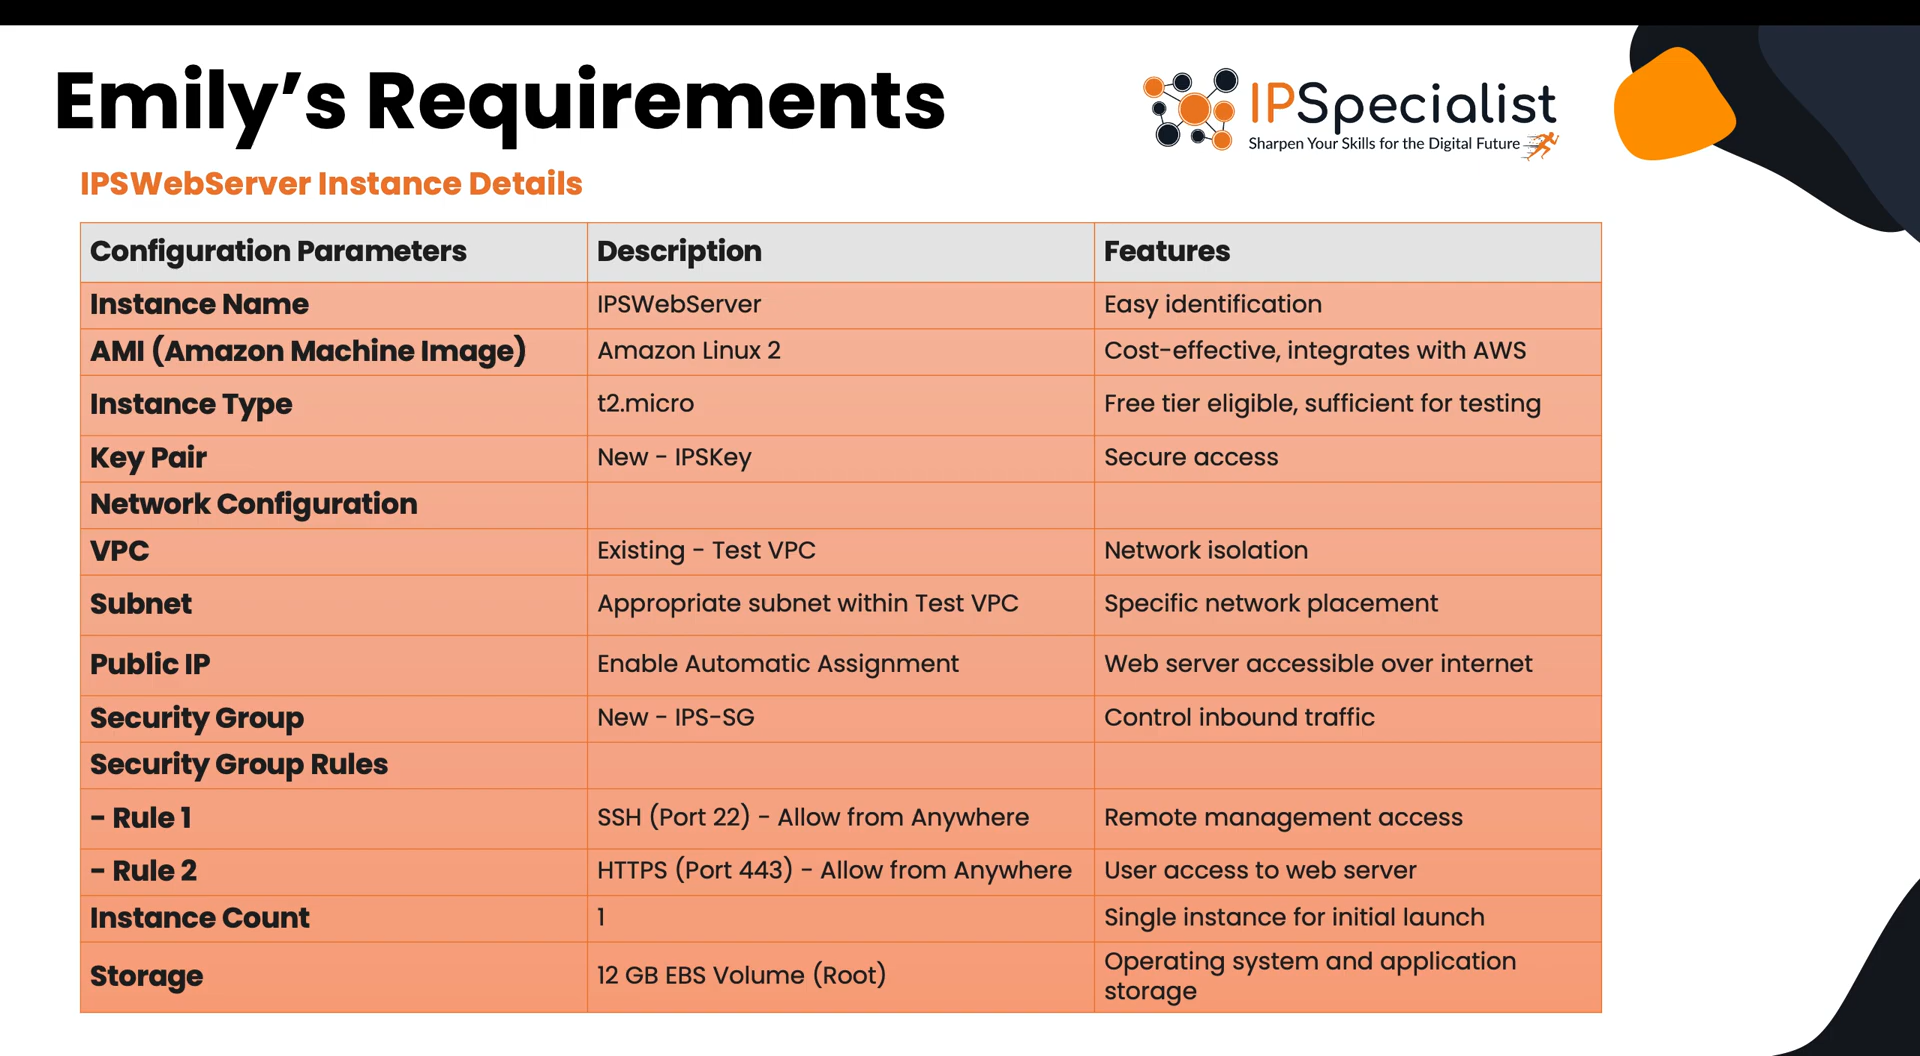 Emily’s Requirements
IPSpecialist
Sharpen Your Skills for the Digital Future
IPSWebServer Instance Details
Configuration Parameters Description Features
Instance Name IPSWebServer Easy identification
AMI (Amazon Machine Image) Amazon Linux 2 Cost-effective, integrates with AWS
Instance Type t2.micro Free tier eligible, sufficient for testing
Key Pair New - IPSKey Secure access
Network Configuration
VPC Existing - Test VPC Network isolation
Subnet Appropriate subnet within Test VPC Specific network placement
Public IP Enable Automatic Assignment Web server accessible over internet
Security Group New - IPS-SG Control inbound traffic
Security Group Rules
- Rule 1 SSH (Port 22) - Allow from Anywhere Remote management access
- Rule 2 HTTPS (Port 443) - Allow from Anywhere User access to web server
Instance Count 1 Single instance for initial launch
Storage 12 GB EBS Volume (Root) Operating system and application
storage